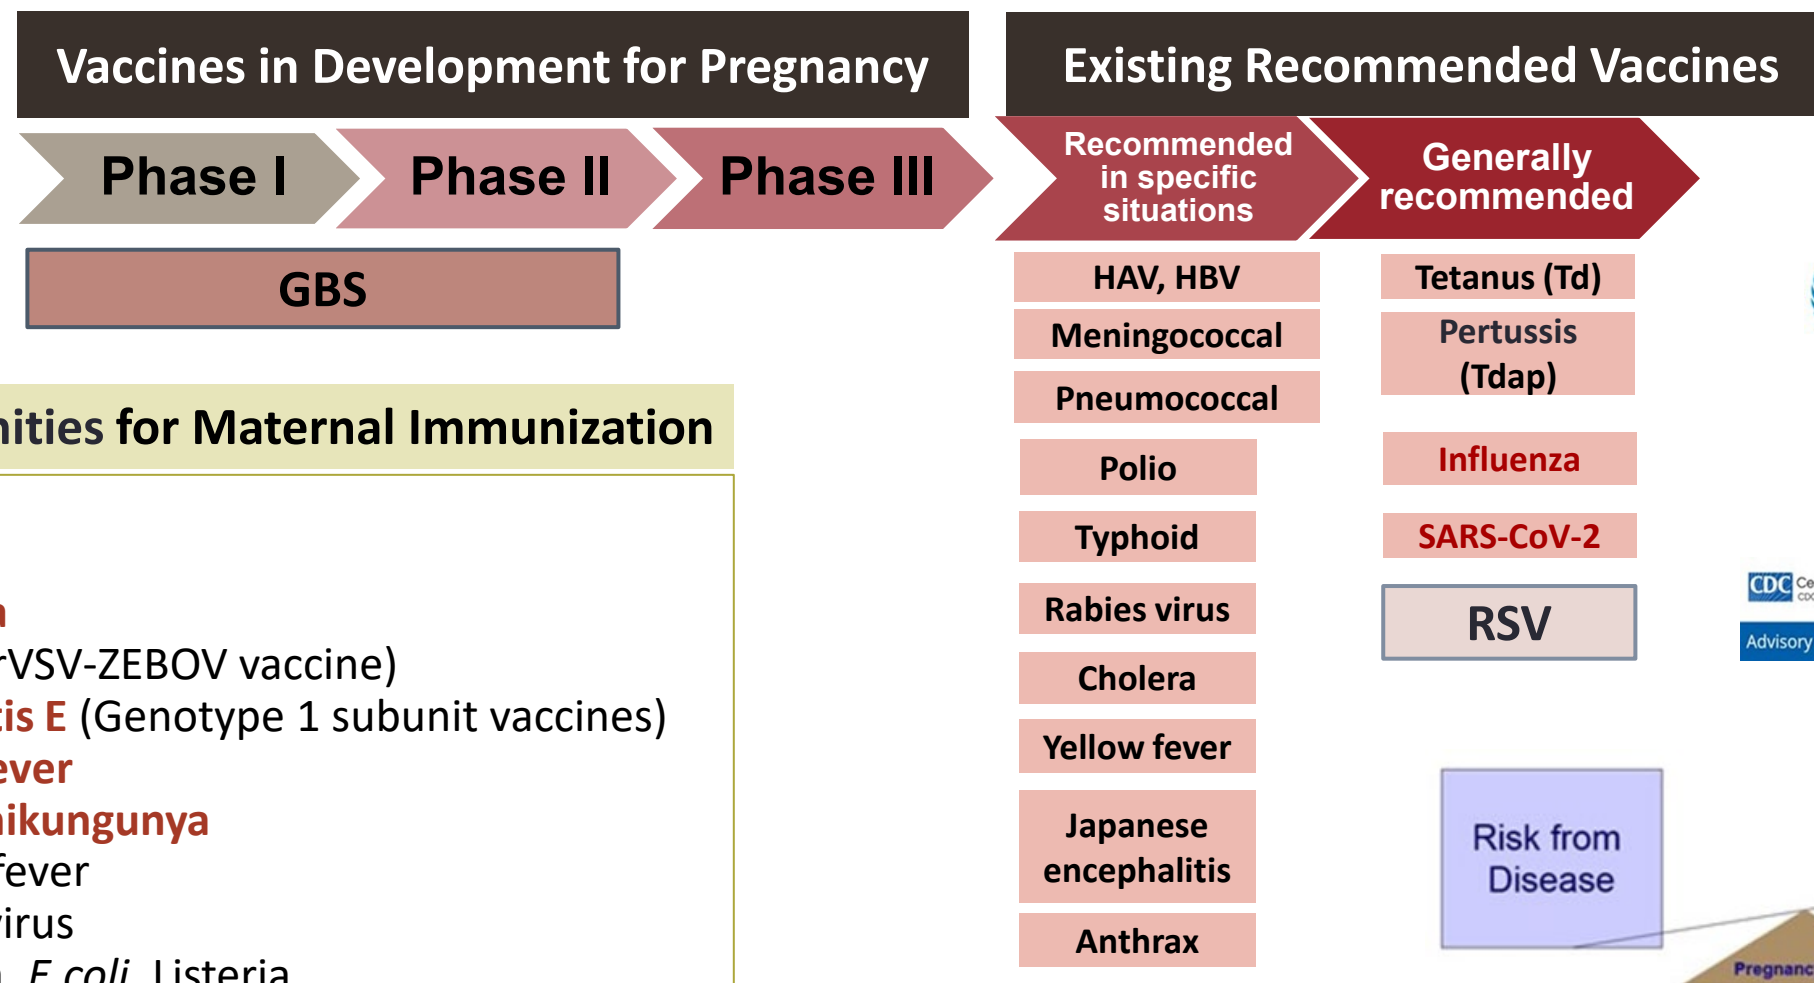 Vaccines in Development for Pregnancy
Existing Recommended Vaccines
Phase I
Phase II
Phase III
Recommended
in specific
situations
Generally
recommended
GBS
HAV, HBV
Meningococcal
Pneumococcal
Polio
Typhoid
Rabies virus
Cholera
Yellow fever
Japanese
encephalitis
Anthrax
Tetanus (Td)
Pertussis
(Tdap)
Influenza
SARS-CoV-2
RSV
nities for Maternal Immunization
rVSV-ZEBOV vaccine)
tis E (Genotype 1 subunit vaccines)
ever
ikungunya
fever
virus
E coli, Listeria
CDC
Advisory
Risk from
Disease
Pregnanc